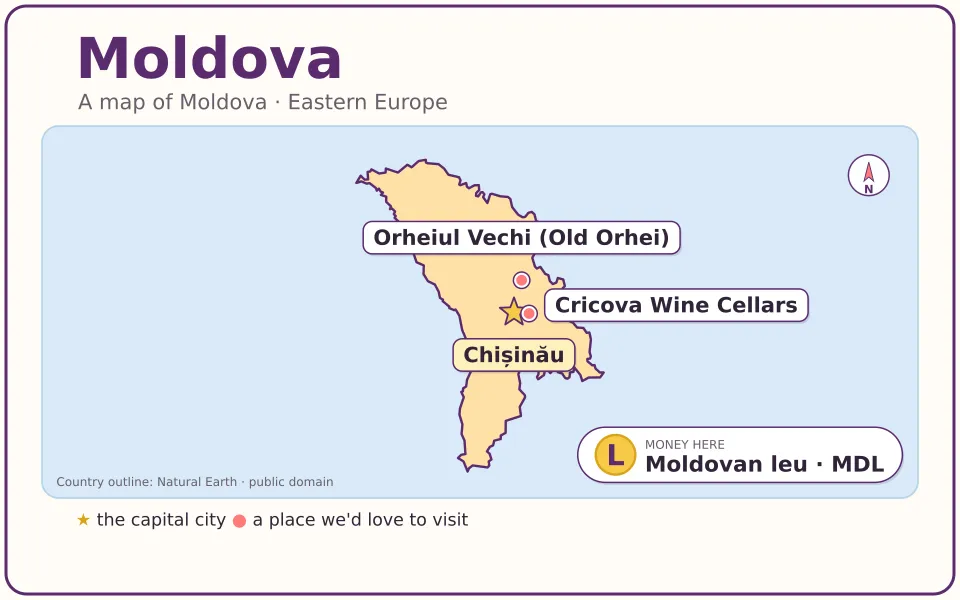 Moldova
A map of Moldova · Eastern Europe
N
Orheiul Vechi (Old Orhei)
Cricova Wine Cellars
Chișinău
L
MONEY HERE
Moldovan leu · MDL
Country outline: Natural Earth · public domain
the capital city
a place we'd love to visit